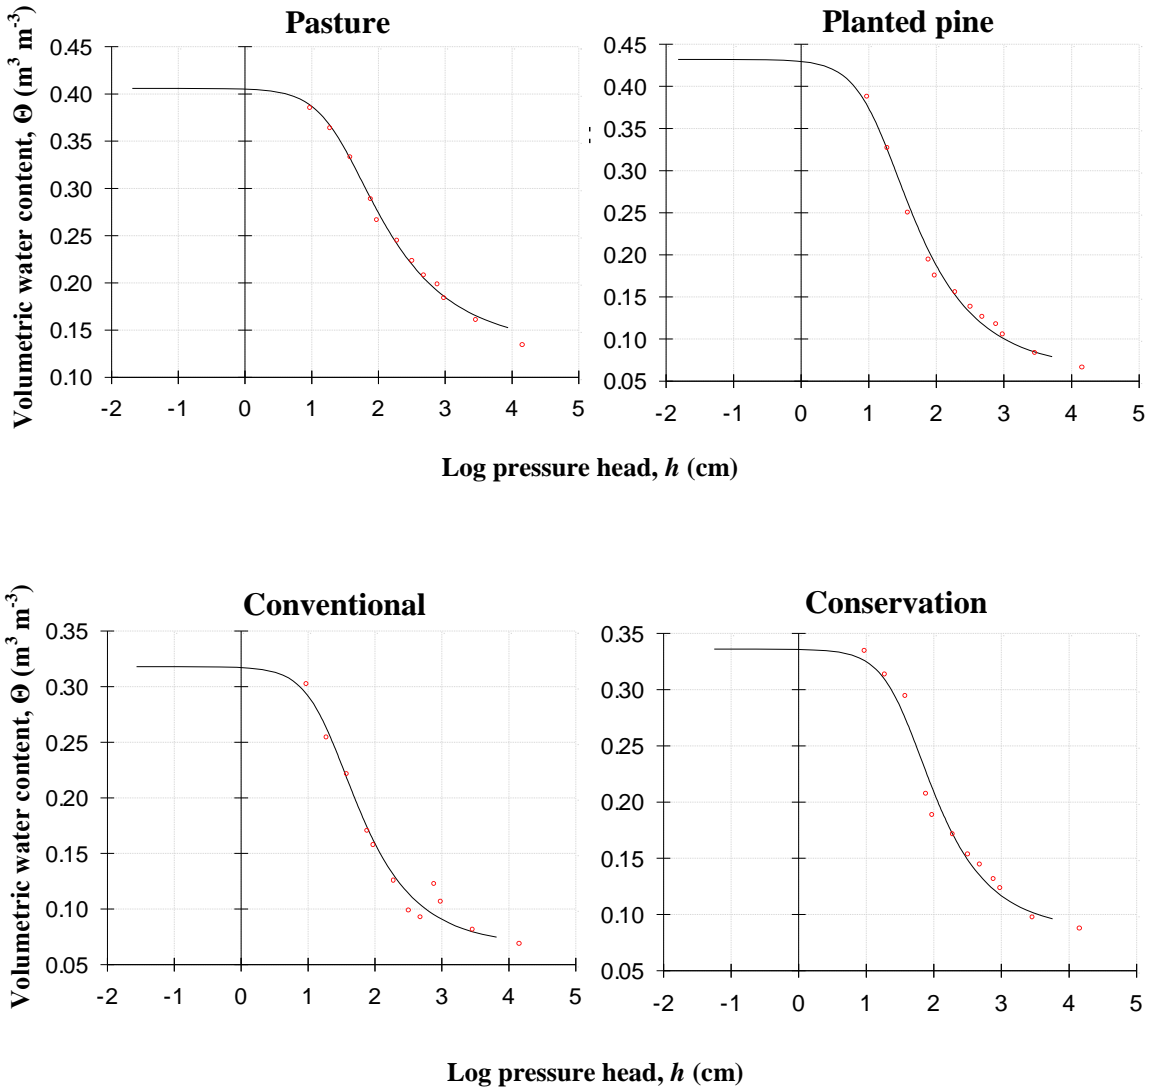 Pasture
Planted pine
Volumetric water content, Θ (m³ m⁻³)
0.45
0.40
0.35
0.30
0.25
0.20
0.15
0.10
-2 -1 0 1 2 3 4 5
0.45
0.40
0.35
0.30
0.25
0.20
0.15
0.10
0.05
-2 -1 0 1 2 3 4 5
Log pressure head, h (cm)
Conventional
Conservation
Volumetric water content, Θ (m³ m⁻³)
0.35
0.30
0.25
0.20
0.15
0.10
0.05
-2 -1 0 1 2 3 4 5
0.35
0.30
0.25
0.20
0.15
0.10
0.05
-2 -1 0 1 2 3 4 5
Log pressure head, h (cm)